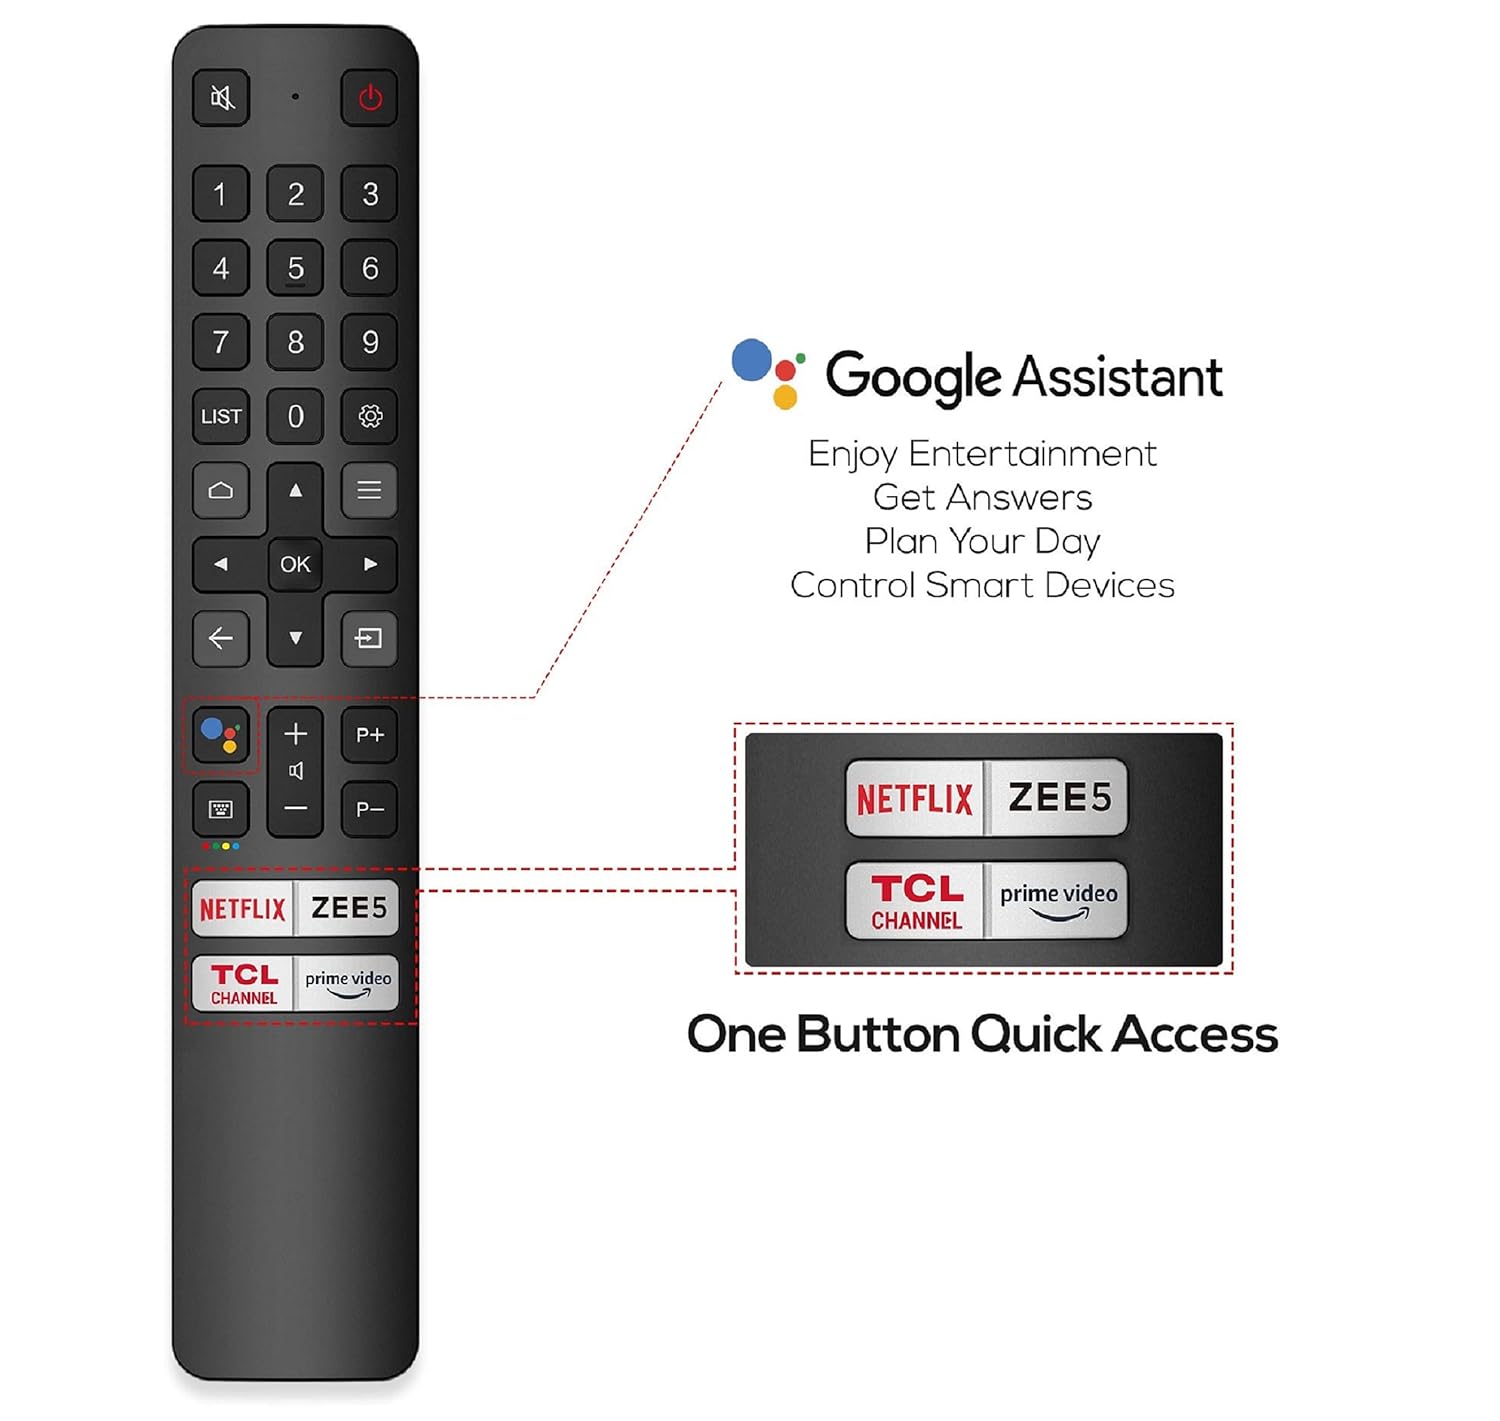 1 2 3
4 5 6
7 8 9
LIST 0
OK
P+
P−
NETFLIX ZEE5
TCL CHANNEL prime video
Google Assistant
Enjoy Entertainment
Get Answers
Plan Your Day
Control Smart Devices
NETFLIX ZEE5
TCL CHANNEL prime video
One Button Quick Access